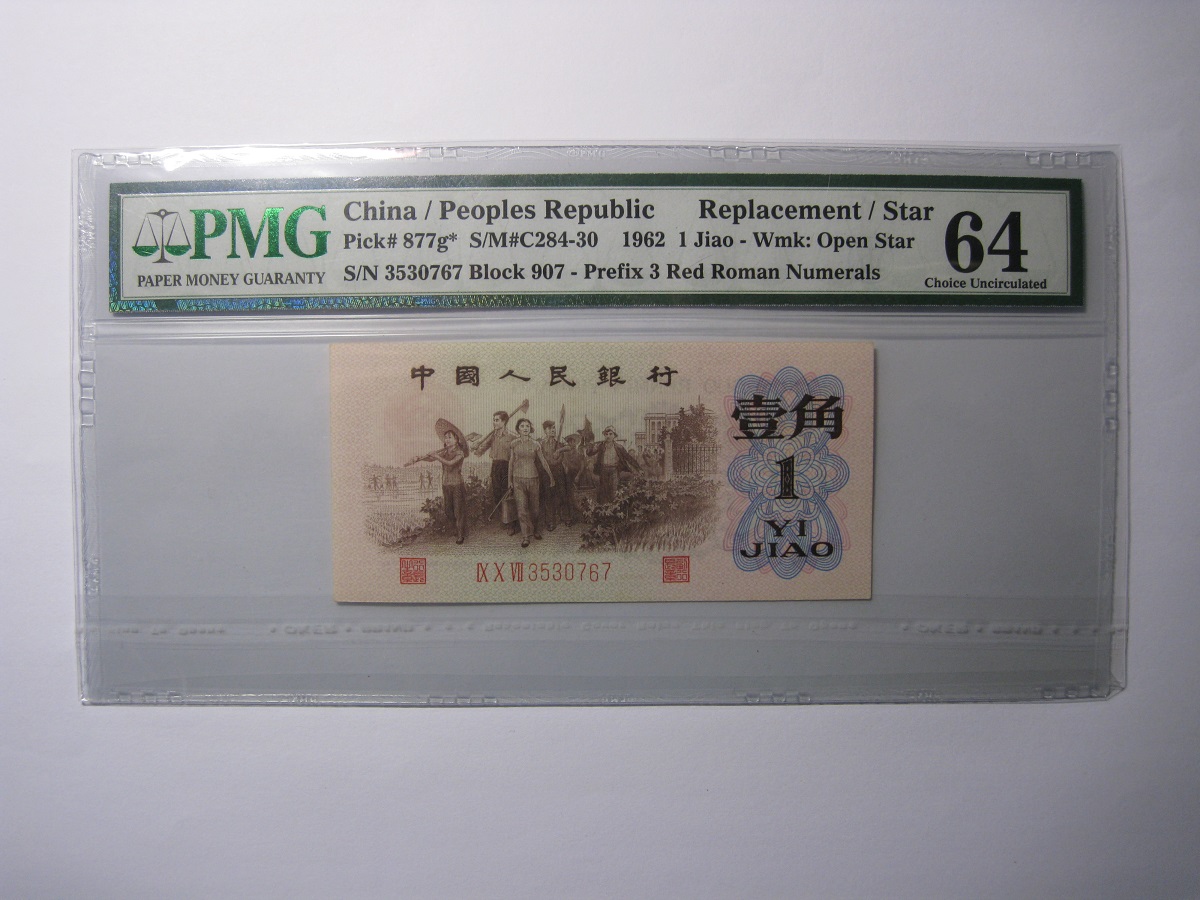 PMG
PAPER MONEY GUARANTY
China / Peoples Republic Replacement / Star
Pick# 877g* S/M#C284-30 1962 1 Jiao - Wmk: Open Star
S/N 3530767 Block 907 - Prefix 3 Red Roman Numerals
64
Choice Uncirculated
中國人民銀行
壹角
1
YI
JIAO
IX X VII 3530767